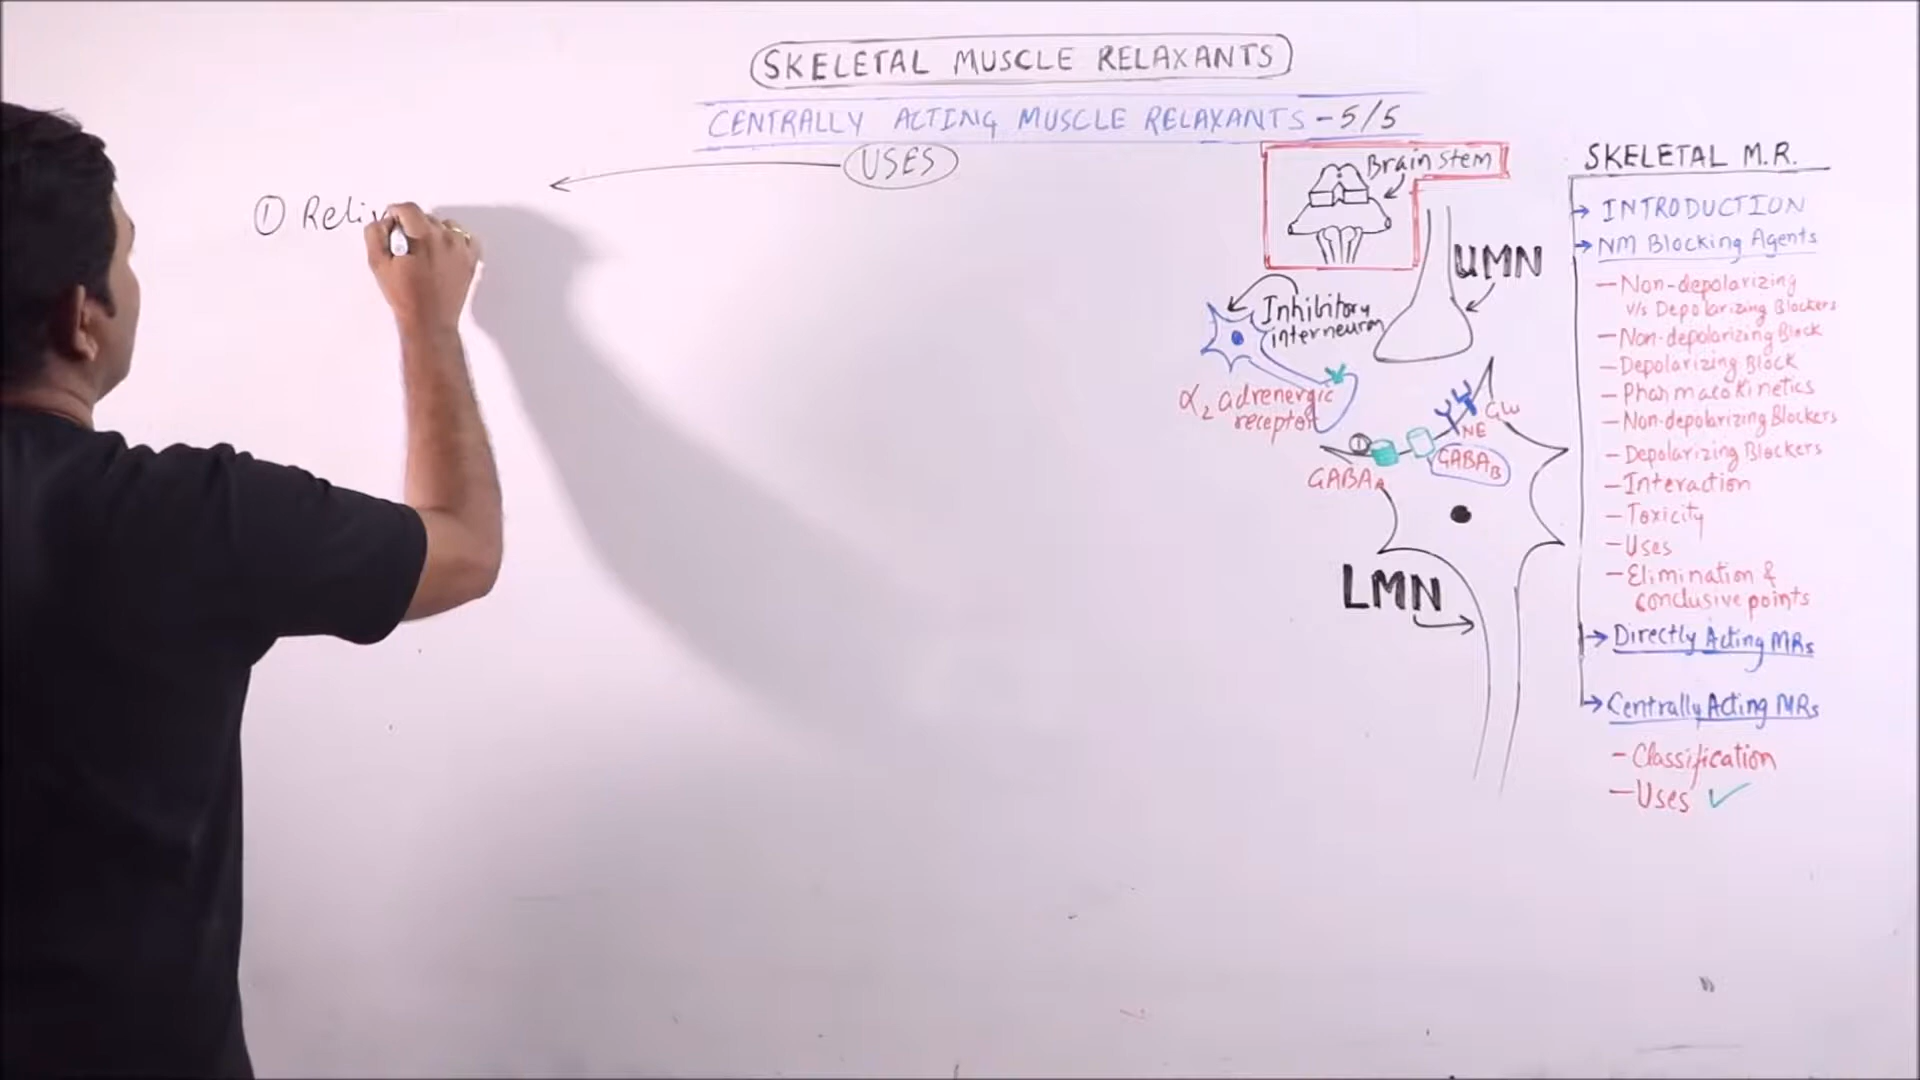 SKELETAL MUSCLE RELAXANTS
CENTRALLY ACTING MUSCLE RELAXANTS - 5/5
USES
① Reliv
Brain stem
UMN
Inhibitory
interneuron
α2 adrenergic
receptor
Glu
NE
GABAB
GABAA
LMN
SKELETAL M.R.
→ INTRODUCTION
→ NM Blocking Agents
- Non-depolarizing
v/s Depolarizing Blockers
- Non-depolarizing Block
- Depolarizing Block
- Pharmacokinetics
- Non-depolarizing Blockers
- Depolarizing Blockers
- Interaction
- Toxicity
- Uses
- Elimination &
conclusive points
→ Directly Acting MRs
→ Centrally Acting MRs
- Classification
- Uses ✓